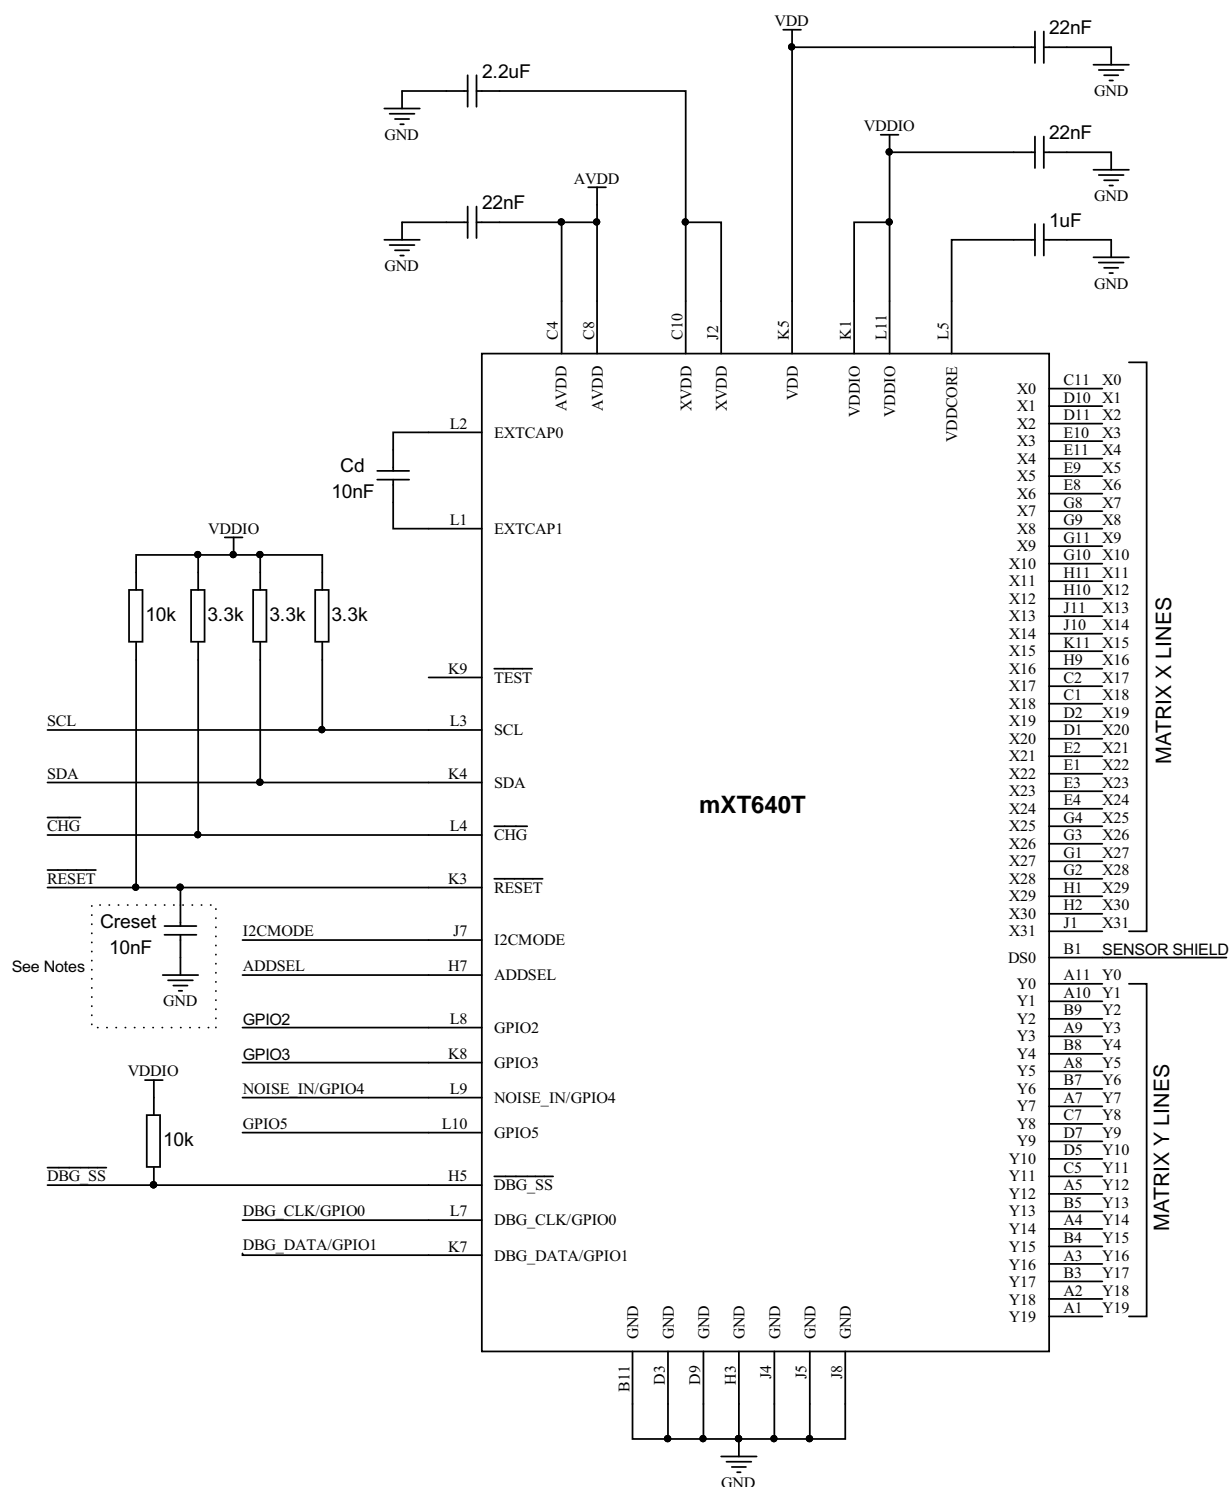 VDD
22nF
GND
2.2uF
GND
VDDIO
22nF
GND
AVDD
22nF
GND
1uF
GND
C4
C8
C10
J2
K5
K1
L11
L5
AVDD
AVDD
XVDD
XVDD
VDD
VDDIO
VDDIO
VDDCORE
L2 EXTCAP0
Cd
10nF
L1 EXTCAP1
VDDIO
10k
3.3k
3.3k
3.3k
K9 TEST
SCL L3 SCL
SDA K4 SDA
CHG L4 CHG
RESET K3 RESET
Creset
10nF
See Notes
GND
I2CMODE J7 I2CMODE
ADDSEL H7 ADDSEL
GPIO2 L8 GPIO2
GPIO3 K8 GPIO3
VDDIO
NOISE_IN/GPIO4 L9 NOISE_IN/GPIO4
GPIO5 L10 GPIO5
10k
DBG_SS H5 DBG_SS
DBG_CLK/GPIO0 L7 DBG_CLK/GPIO0
DBG_DATA/GPIO1 K7 DBG_DATA/GPIO1
mXT640T
X0 C11 X0
X1 D10 X1
X2 D11 X2
X3 E10 X3
X4 E11 X4
X5 E9 X5
X6 E8 X6
X7 G8 X7
X8 G9 X8
X9 G11 X9
X10 G10 X10
X11 H11 X11
X12 H10 X12
X13 J11 X13
X14 J10 X14
X15 K11 X15
X16 H9 X16
X17 C2 X17
X18 C1 X18
X19 D2 X19
X20 D1 X20
X21 E2 X21
X22 E1 X22
X23 E3 X23
X24 E4 X24
X25 G4 X25
X26 G3 X26
X27 G1 X27
X28 G2 X28
X29 H1 X29
X30 H2 X30
X31 J1 X31
MATRIX X LINES
DS0 B1 SENSOR SHIELD
Y0 A11 Y0
Y1 A10 Y1
Y2 B9 Y2
Y3 A9 Y3
Y4 B8 Y4
Y5 A8 Y5
Y6 B7 Y6
Y7 A7 Y7
Y8 C7 Y8
Y9 D7 Y9
Y10 D5 Y10
Y11 C5 Y11
Y12 A5 Y12
Y13 B5 Y13
Y14 A4 Y14
Y15 B4 Y15
Y16 A3 Y16
Y17 B3 Y17
Y18 A2 Y18
Y19 A1 Y19
MATRIX Y LINES
GND
GND
GND
GND
GND
GND
GND
B11
D3
D9
H3
J4
J5
J8
GND